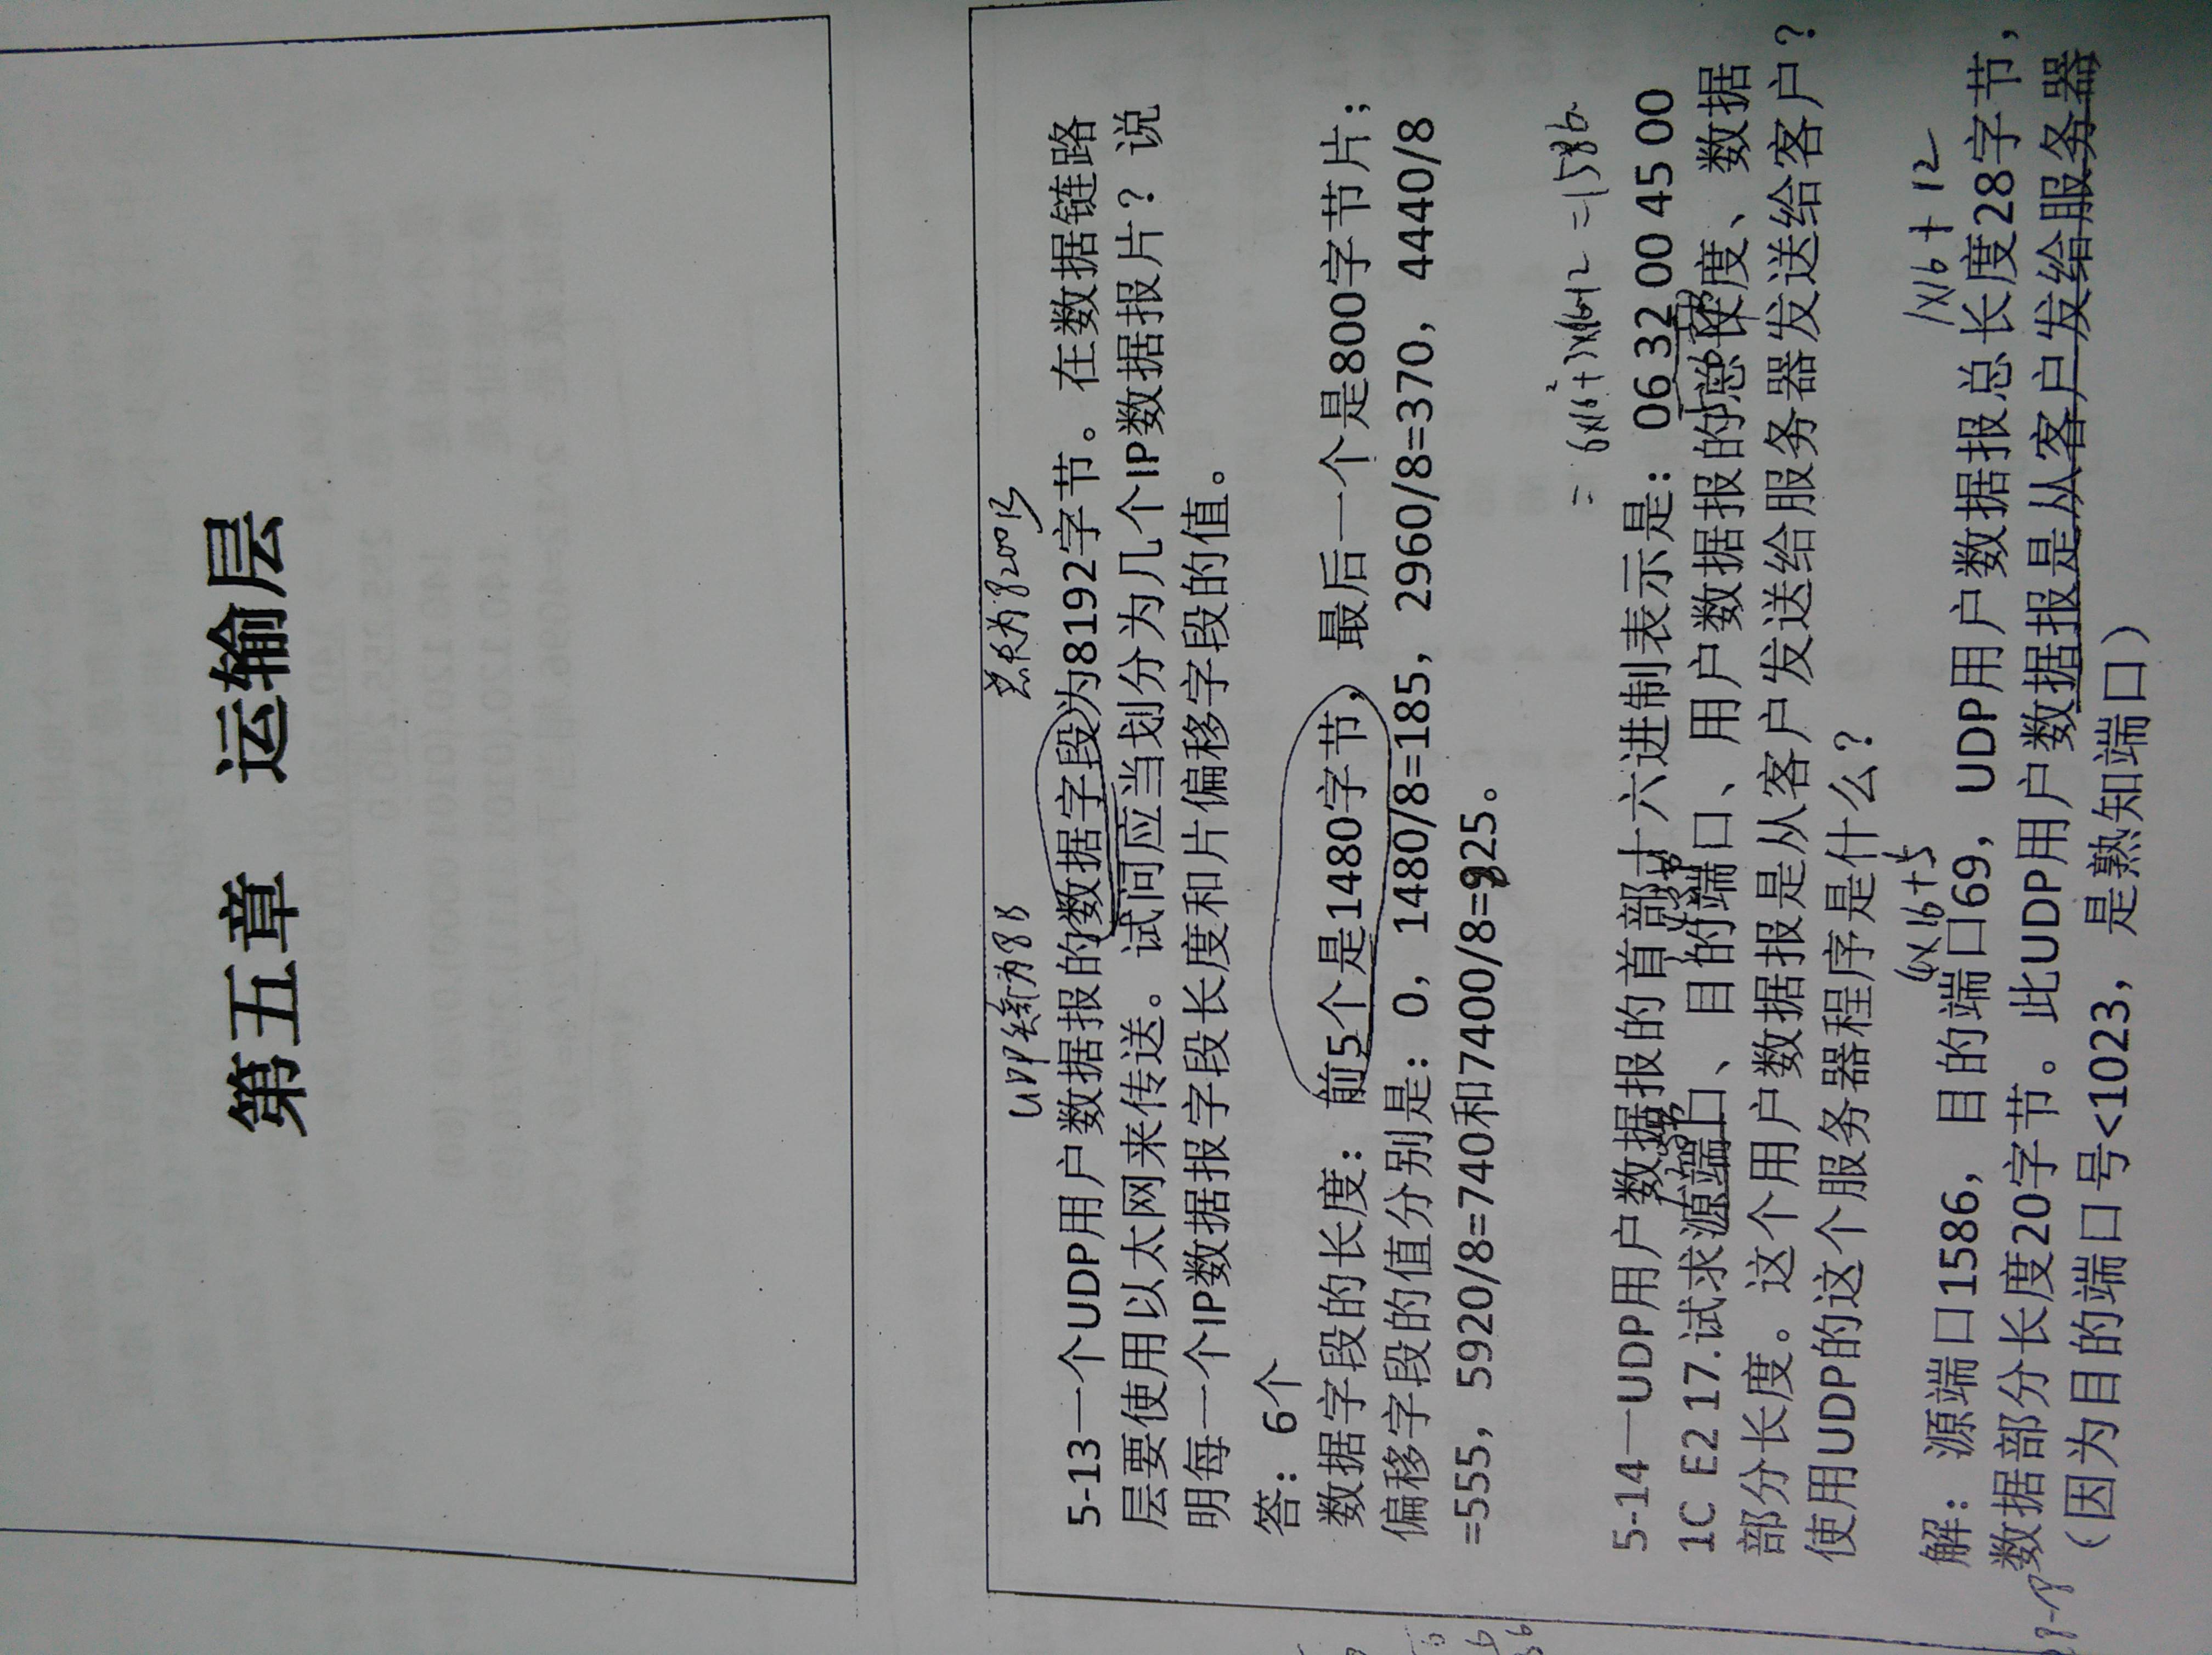 第五章 运输层
UDP首部为8B 总长为8200B
5-13一个UDP用户数据报的数据字段为8192字节。在数据链路
层要使用以太网来传送。试问应当划分为几个IP数据报片？说
明每一个IP数据报字段长度和片偏移字段的值。
答：6个
数据字段的长度：前5个是1480字节，最后一个是800字节片；
偏移字段的值分别是：0，1480/8=185，2960/8=370，4440/8
=555，5920/8=740和7400/8=925。
=6x16²+3x16+2=1586
5-14一UDP用户数据报的首部十六进制表示是：06 32 00 45 00
1C E2 17.试求源端口、目的端口、用户数据报的总长度、数据
部分长度。这个用户数据报是从客户发送给服务器发送给客户？
使用UDP的这个服务器程序是什么？
4x16+5 1x16+12
解：源端口1586，目的端口69，UDP用户数据报总长度28字节，
数据部分长度20字节。此UDP用户数据报是从客户发给服务器
（因为目的端口号<1023，是熟知端口）